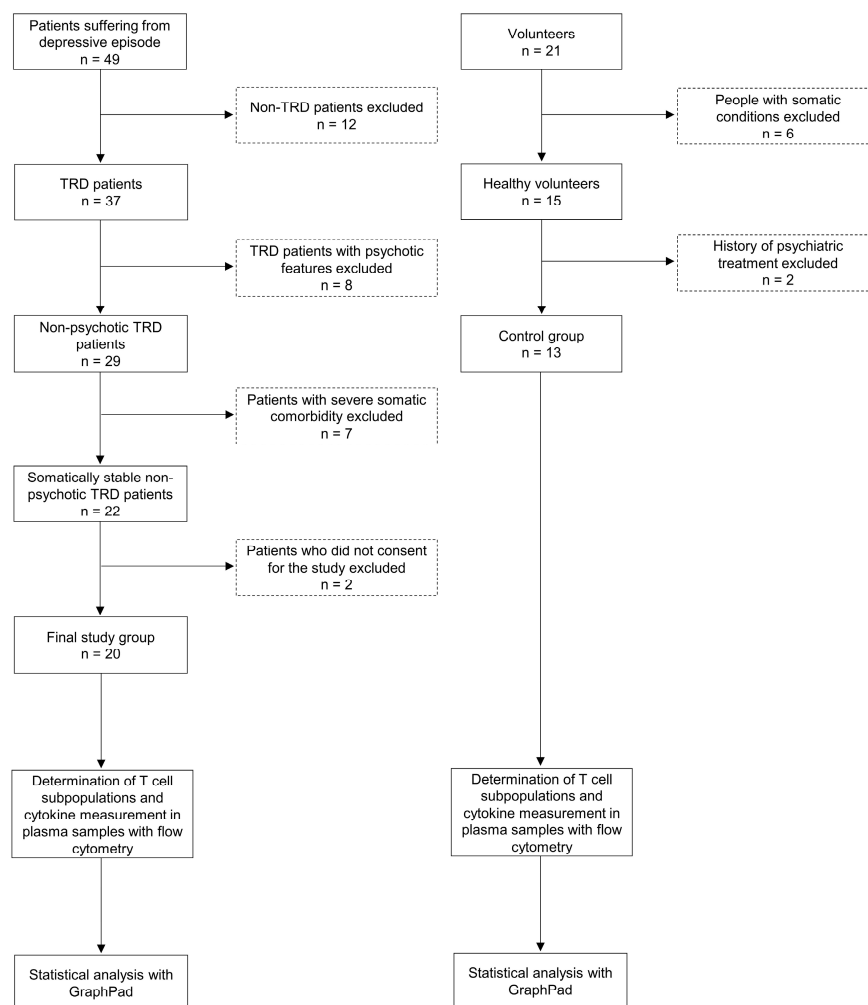 Patients suffering from
depressive episode
n = 49
Non-TRD patients excluded
n = 12
TRD patients
n = 37
TRD patients with psychotic
features excluded
n = 8
Non-psychotic TRD
patients
n = 29
Patients with severe somatic
comorbidity excluded
n = 7
Somatically stable non-
psychotic TRD patients
n = 22
Patients who did not consent
for the study excluded
n = 2
Final study group
n = 20
Determination of T cell
subpopulations and
cytokine measurement in
plasma samples with flow
cytometry
Statistical analysis with
GraphPad
Volunteers
n = 21
People with somatic
conditions excluded
n = 6
Healthy volunteers
n = 15
History of psychiatric
treatment excluded
n = 2
Control group
n = 13
Determination of T cell
subpopulations and
cytokine measurement in
plasma samples with flow
cytometry
Statistical analysis with
GraphPad